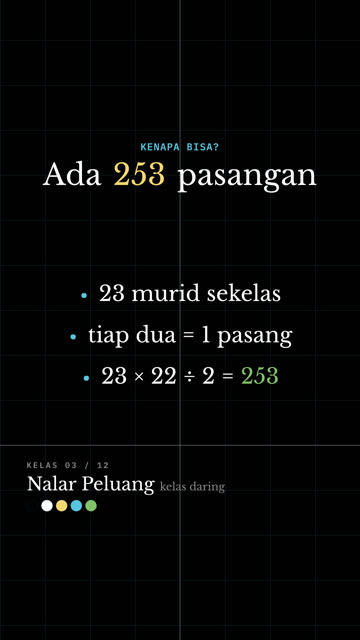 KENAPA BISA?
Ada 253 pasangan
• 23 murid sekelas
• tiap dua = 1 pasang
• 23 × 22 ÷ 2 = 253
KELAS 03 / 12
Nalar Peluang kelas daring